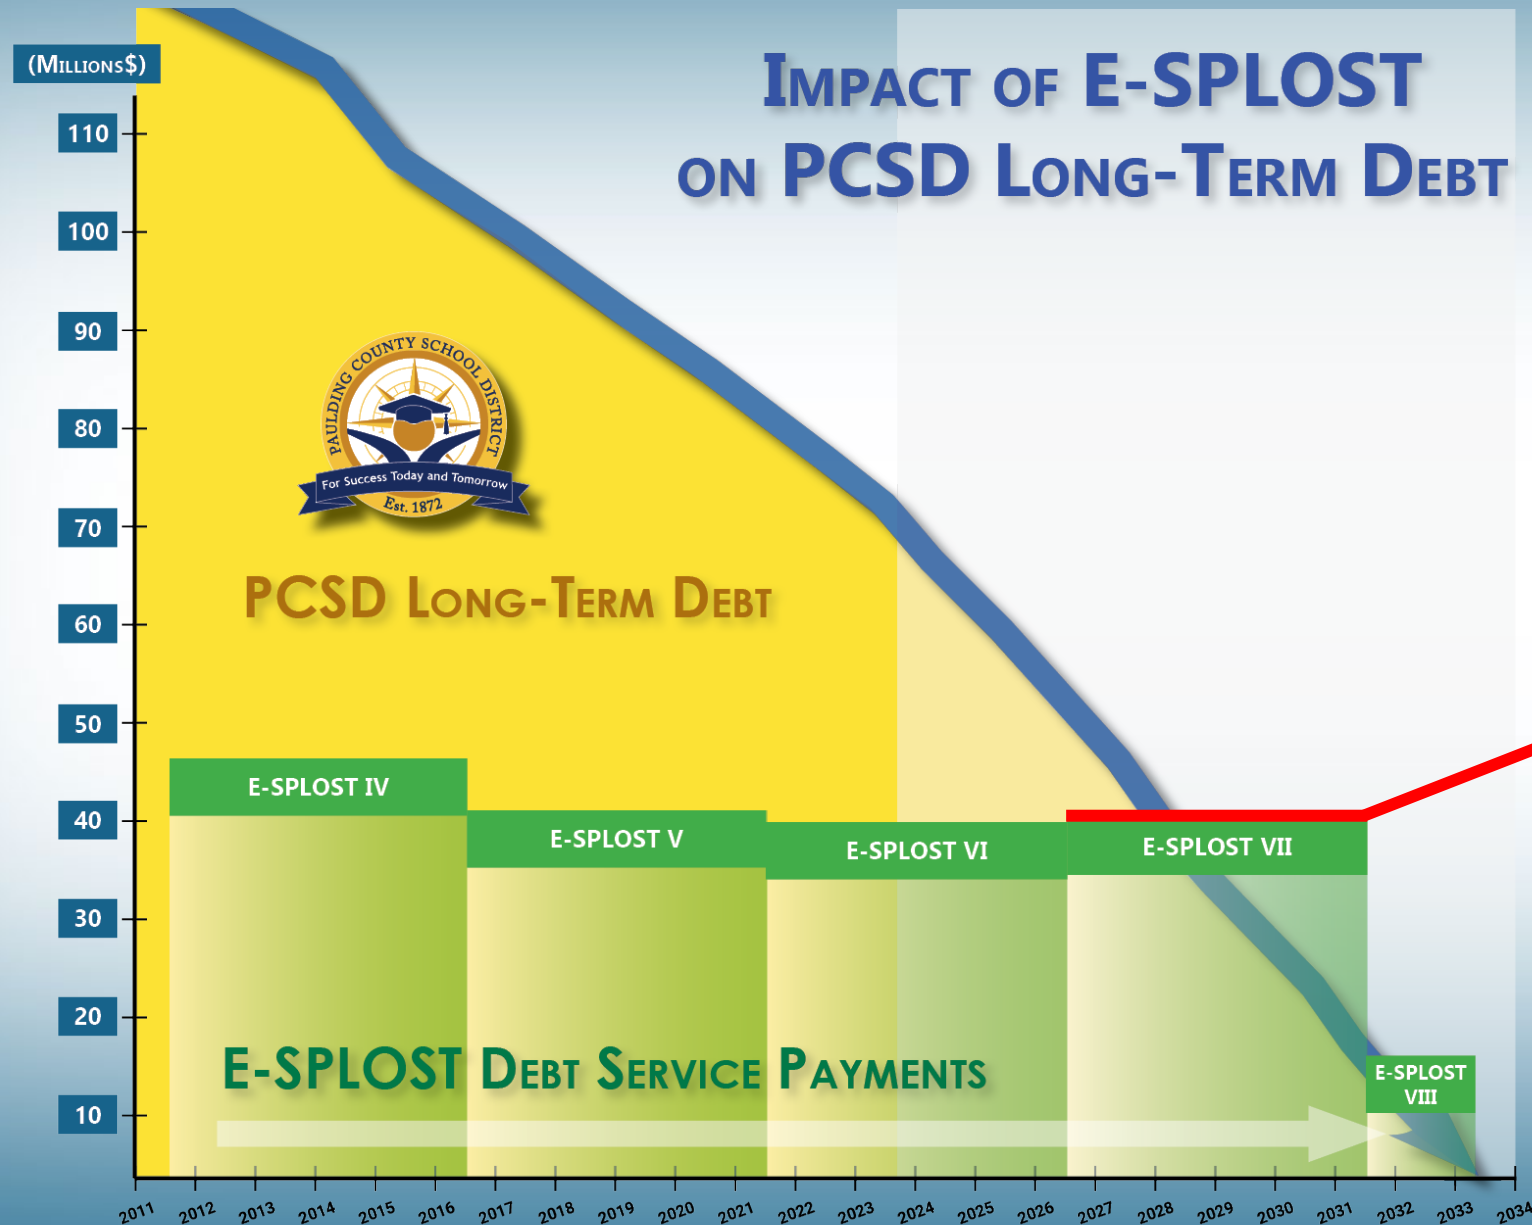 (Millions$)
Impact of E-SPLOST
on PCSD Long-Term Debt
110
100
90
80
70
60
50
40
30
20
10
PAULDING COUNTY SCHOOL DISTRICT
For Success Today and Tomorrow
Est. 1872
PCSD Long-Term Debt
E-SPLOST IV
E-SPLOST V
E-SPLOST VI
E-SPLOST VII
E-SPLOST
VIII
E-SPLOST Debt Service Payments
2011 2012 2013 2014 2015 2016 2017 2018 2019 2020 2021 2022 2023 2024 2025 2026 2027 2028 2029 2030 2031 2032 2033 2034